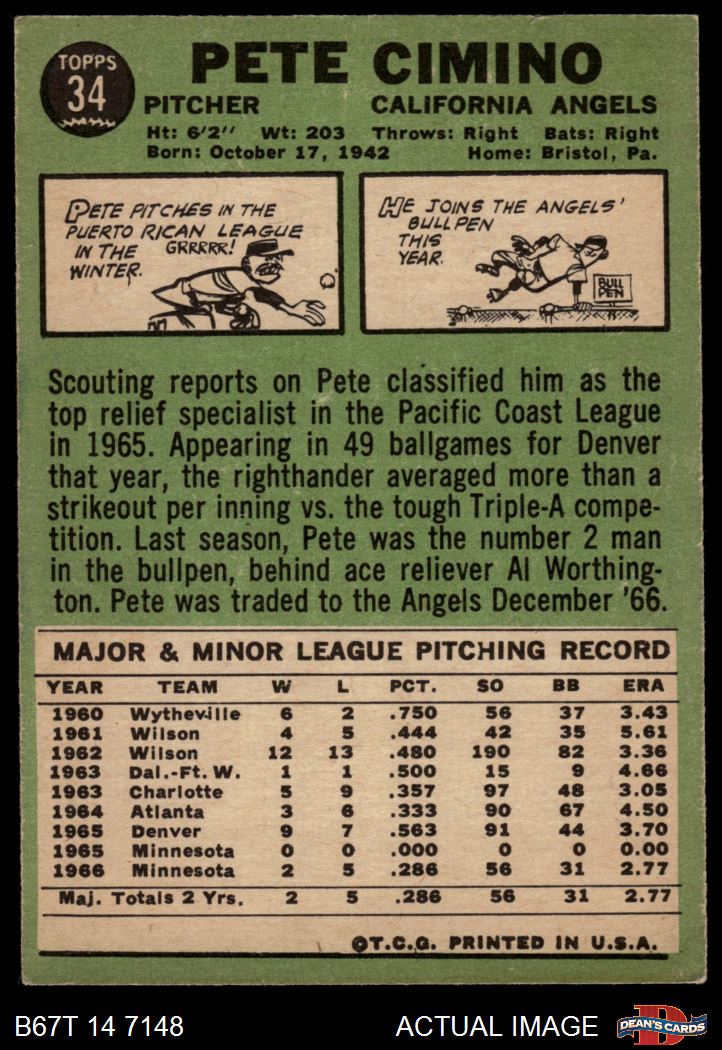 TOPPS
34
PETE CIMINO
PITCHER CALIFORNIA ANGELS
Ht: 6'2" Wt: 203 Throws: Right Bats: Right
Born: October 17, 1942 Home: Bristol, Pa.
PETE PITCHES IN THE
PUERTO RICAN LEAGUE
IN THE GRRRRR!
WINTER.
HE JOINS THE ANGELS'
BULLPEN
THIS
YEAR.
BULL
PEN
Scouting reports on Pete classified him as the
top relief specialist in the Pacific Coast League
in 1965. Appearing in 49 ballgames for Denver
that year, the righthander averaged more than a
strikeout per inning vs. the tough Triple-A compe-
tition. Last season, Pete was the number 2 man
in the bullpen, behind ace reliever Al Worthing-
ton. Pete was traded to the Angels December '66.
MAJOR & MINOR LEAGUE PITCHING RECORD
YEAR TEAM W L PCT. SO BB ERA
1960 Wytheville 6 2 .750 56 37 3.43
1961 Wilson 4 5 .444 42 35 5.61
1962 Wilson 12 13 .480 190 82 3.36
1963 Dal.-Ft. W. 1 1 .500 15 9 4.66
1963 Charlotte 5 9 .357 97 48 3.05
1964 Atlanta 3 6 .333 90 67 4.50
1965 Denver 9 7 .563 91 44 3.70
1965 Minnesota 0 0 .000 0 0 0.00
1966 Minnesota 2 5 .286 56 31 2.77
Maj. Totals 2 Yrs. 2 5 .286 56 31 2.77
©T.C.G. PRINTED IN U.S.A.
B67T 14 7148 ACTUAL IMAGE D DEAN'S CARDS